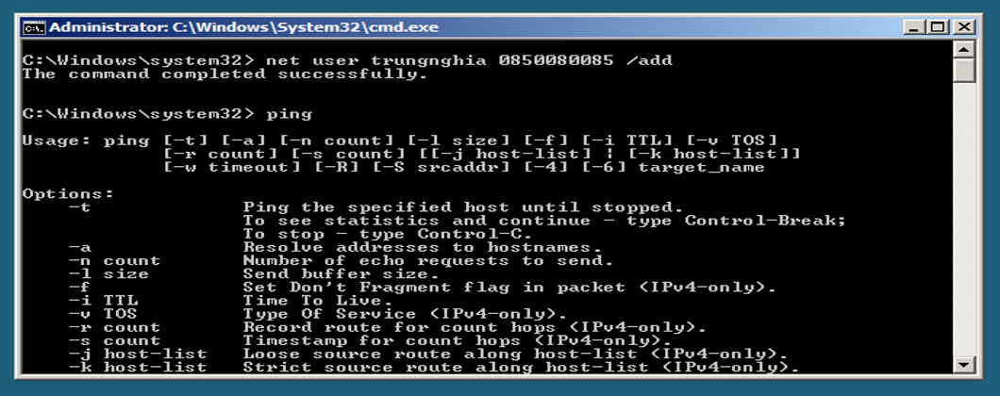 Administrator: C:\Windows\System32\cmd.exe
C:\Windows\system32> net user trungnghia 0850080085 /add
The command completed successfully.
C:\Windows\system32> ping
Usage: ping [-t] [-a] [-n count] [-l size] [-f] [-i TTL] [-v TOS]
[-r count] [-s count] [[-j host-list] | [-k host-list]]
[-w timeout] [-R] [-S srcaddr] [-4] [-6] target_name
Options:
-t Ping the specified host until stopped.
To see statistics and continue - type Control-Break;
To stop - type Control-C.
-a Resolve addresses to hostnames.
-n count Number of echo requests to send.
-l size Send buffer size.
-f Set Don't Fragment flag in packet (IPv4-only).
-i TTL Time To Live.
-v TOS Type Of Service (IPv4-only).
-r count Record route for count hops (IPv4-only).
-s count Timestamp for count hops (IPv4-only).
-j host-list Loose source route along host-list (IPv4-only).
-k host-list Strict source route along host-list (IPv4-only).